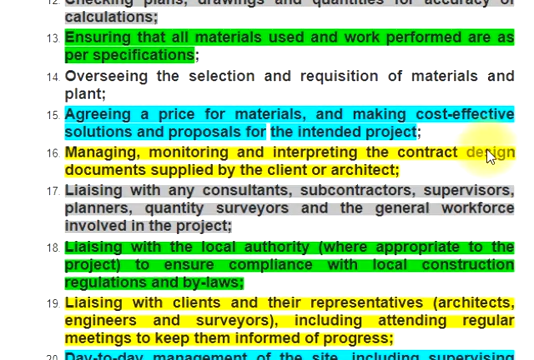 12. Checking plans, drawings and quantities for accuracy of
calculations;
13. Ensuring that all materials used and work performed are as
per specifications;
14. Overseeing the selection and requisition of materials and
plant;
15. Agreeing a price for materials, and making cost-effective
solutions and proposals for the intended project;
16. Managing, monitoring and interpreting the contract design
documents supplied by the client or architect;
17. Liaising with any consultants, subcontractors, supervisors,
planners, quantity surveyors and the general workforce
involved in the project;
18. Liaising with the local authority (where appropriate to the
project) to ensure compliance with local construction
regulations and by-laws;
19. Liaising with clients and their representatives (architects,
engineers and surveyors), including attending regular
meetings to keep them informed of progress;
20. Day-to-day management of the site, including supervising